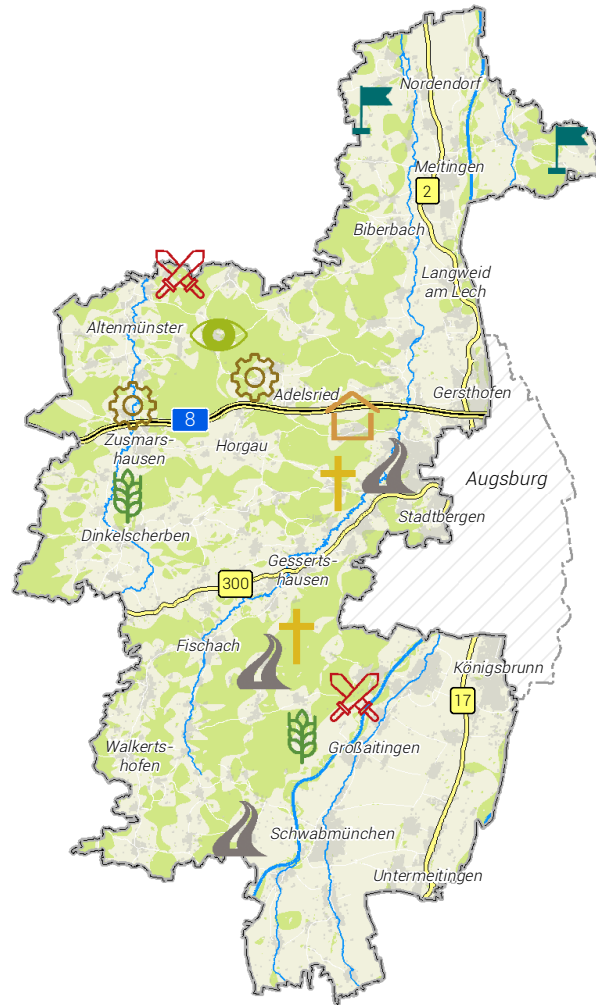 Nordendorf
Meitingen
2
Biberbach
Langweid
am Lech
Altenmünster
Adelsried
Gersthofen
8
Zusmars-
hausen
Horgau
Augsburg
Stadtbergen
Dinkelscherben
Gesserts-
hausen
300
Fischach
Königsbrunn
17
Walkerts-
hofen
Großaitingen
Schwabmünchen
Untermeitingen